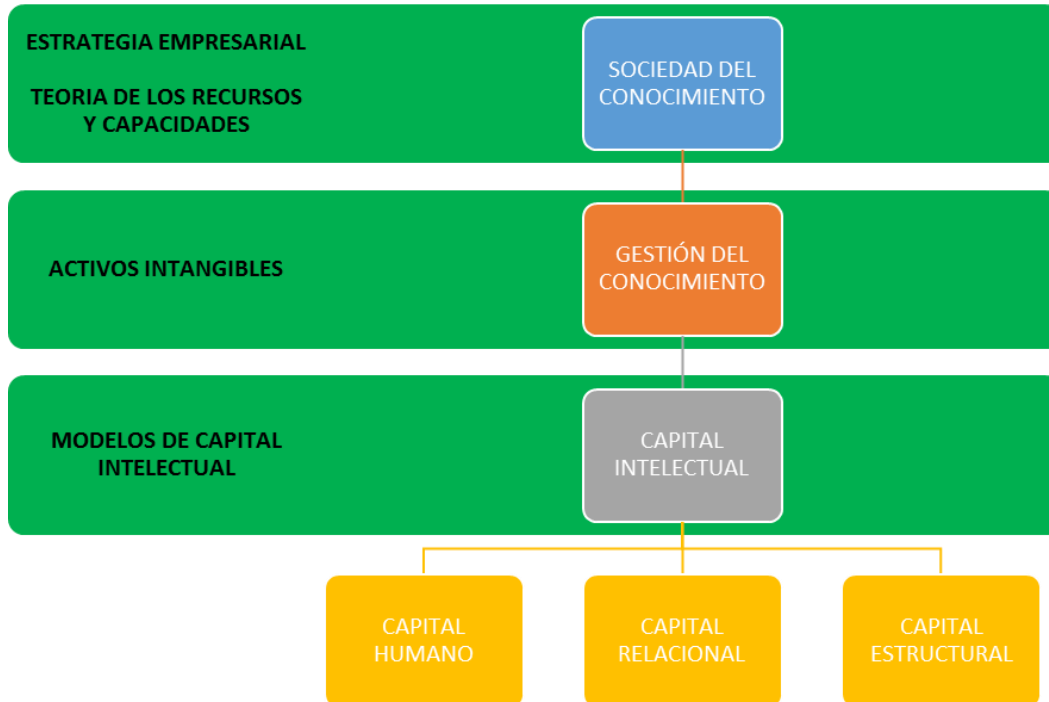 ESTRATEGIA EMPRESARIAL
TEORIA DE LOS RECURSOS
Y CAPACIDADES
SOCIEDAD DEL
CONOCIMIENTO
ACTIVOS INTANGIBLES
GESTIÓN DEL
CONOCIMIENTO
MODELOS DE CAPITAL
INTELECTUAL
CAPITAL
INTELECTUAL
CAPITAL
HUMANO
CAPITAL
RELACIONAL
CAPITAL
ESTRUCTURAL